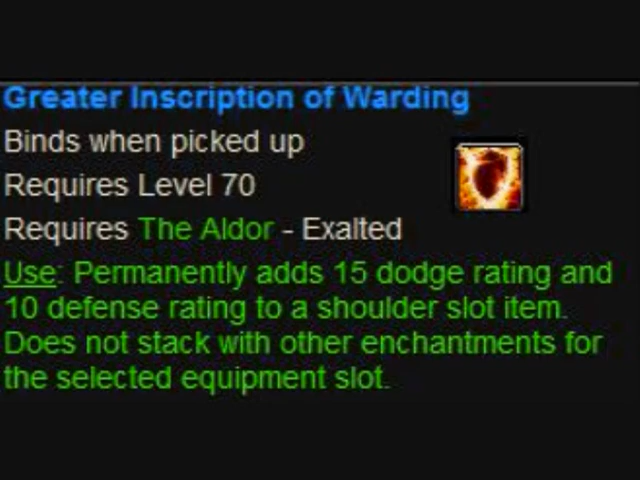 Greater Inscription of Warding
Binds when picked up
Requires Level 70
Requires The Aldor - Exalted
Use: Permanently adds 15 dodge rating and
10 defense rating to a shoulder slot item.
Does not stack with other enchantments for
the selected equipment slot.